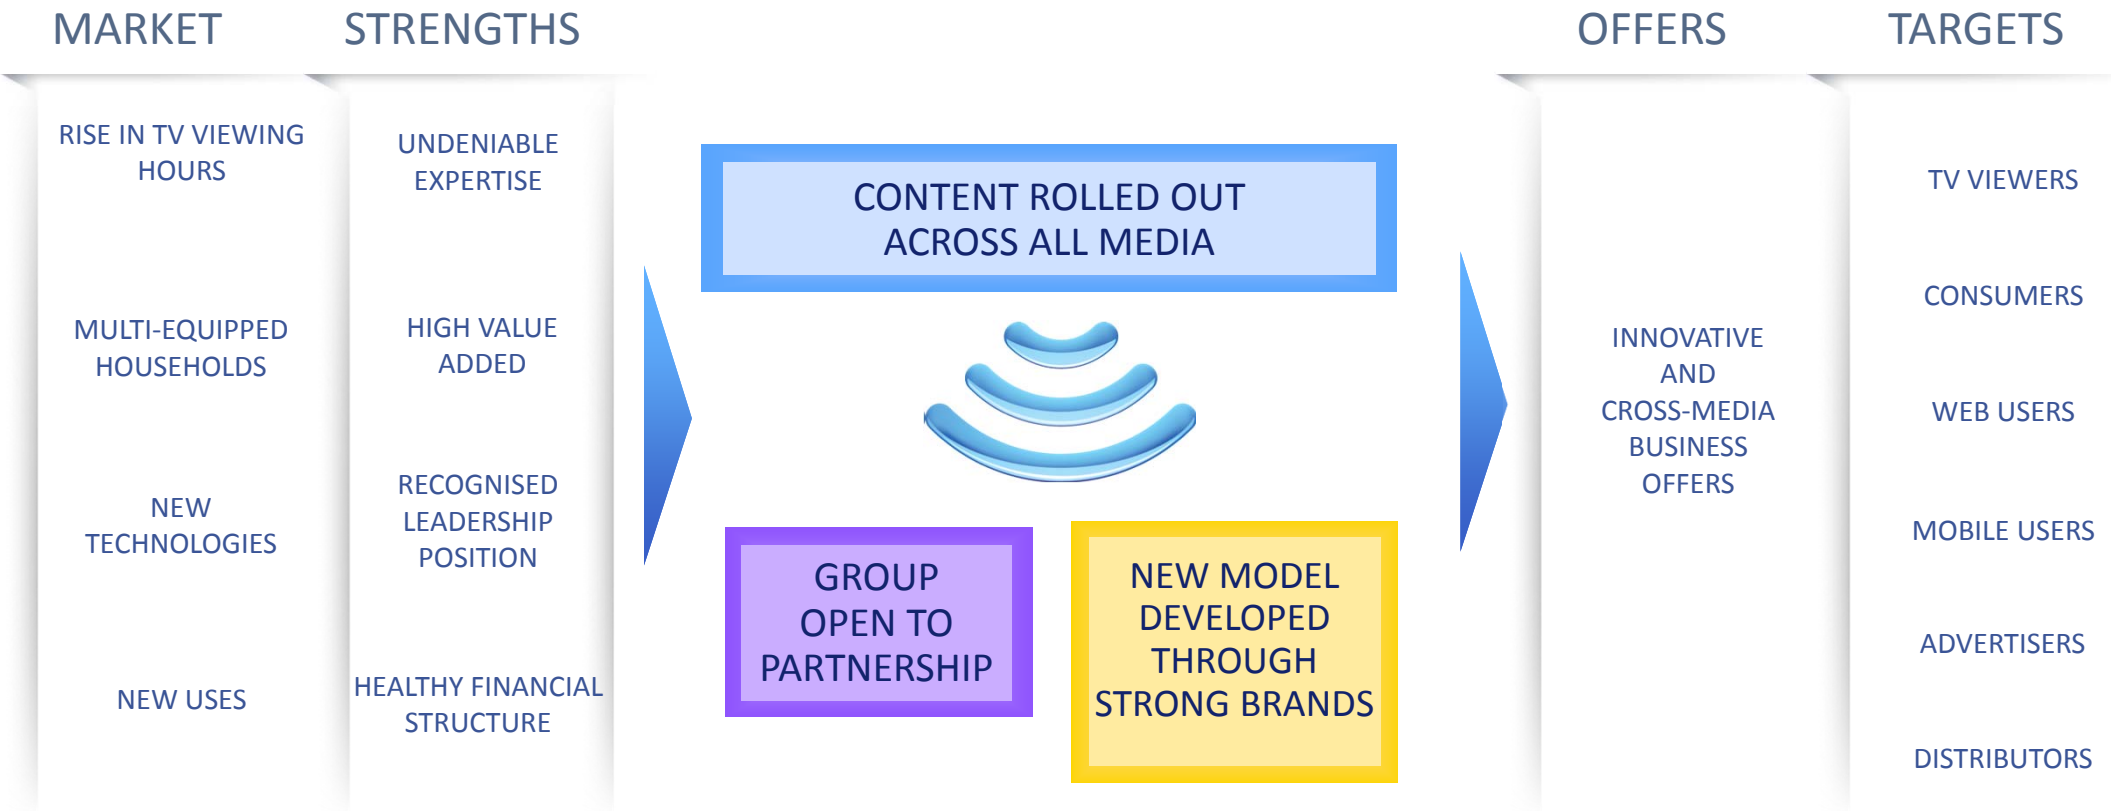 MARKET
STRENGTHS
OFFERS
TARGETS
RISE IN TV VIEWING
HOURS
MULTI-EQUIPPED
HOUSEHOLDS
NEW
TECHNOLOGIES
NEW USES
UNDENIABLE
EXPERTISE
HIGH VALUE
ADDED
RECOGNISED
LEADERSHIP
POSITION
HEALTHY FINANCIAL
STRUCTURE
CONTENT ROLLED OUT
ACROSS ALL MEDIA
GROUP
OPEN TO
PARTNERSHIP
NEW MODEL
DEVELOPED
THROUGH
STRONG BRANDS
INNOVATIVE
AND
CROSS-MEDIA
BUSINESS
OFFERS
TV VIEWERS
CONSUMERS
WEB USERS
MOBILE USERS
ADVERTISERS
DISTRIBUTORS